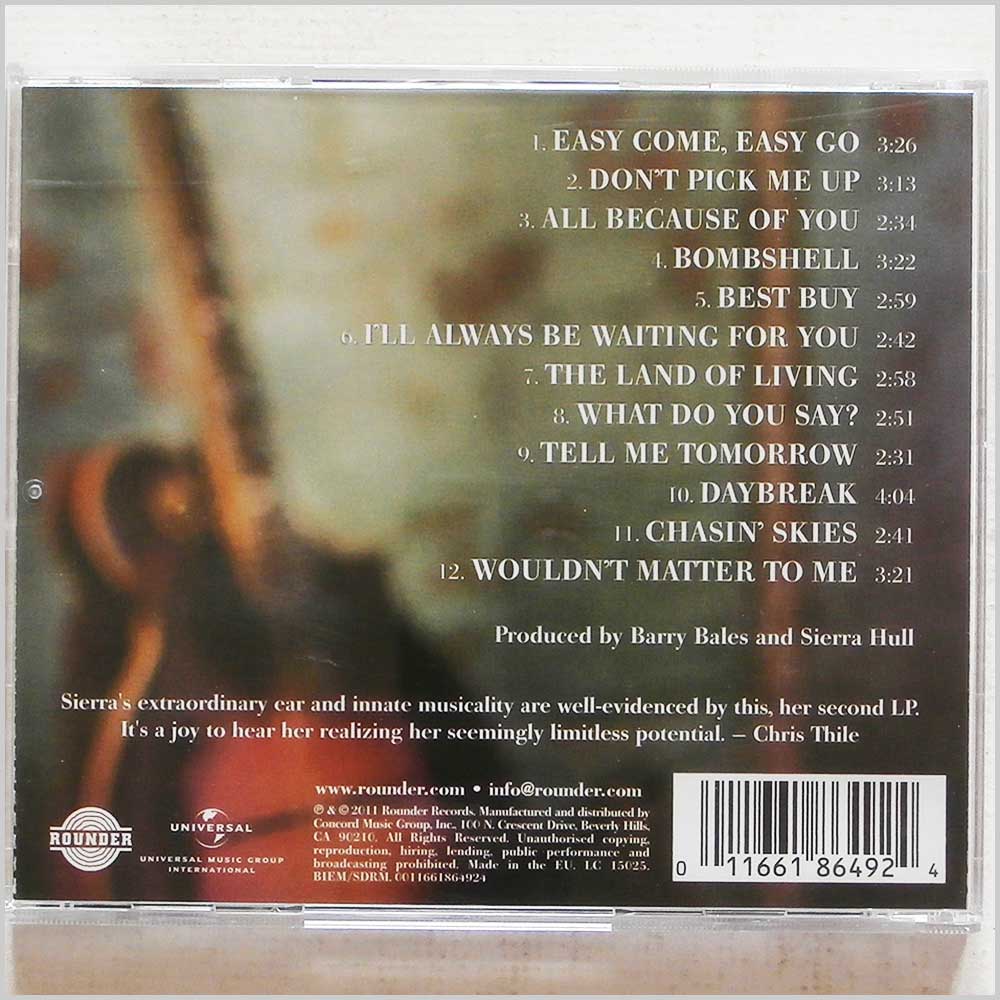 1. EASY COME, EASY GO 3:26
2. DON'T PICK ME UP 3:13
3. ALL BECAUSE OF YOU 2:34
4. BOMBSHELL 3:22
5. BEST BUY 2:59
6. I'LL ALWAYS BE WAITING FOR YOU 2:42
7. THE LAND OF LIVING 2:58
8. WHAT DO YOU SAY? 2:51
9. TELL ME TOMORROW 2:31
10. DAYBREAK 4:04
11. CHASIN' SKIES 2:41
12. WOULDN'T MATTER TO ME 3:21
Produced by Barry Bales and Sierra Hull
Sierra's extraordinary ear and innate musicality are well-evidenced by this, her second LP.
It's a joy to hear her realizing her seemingly limitless potential. – Chris Thile
www.rounder.com • info@rounder.com
℗ & © 2011 Rounder Records. Manufactured and distributed by
Concord Music Group, Inc., 100 N. Crescent Drive, Beverly Hills,
CA 90210. All Rights Reserved. Unauthorised copying,
reproduction, hiring, lending, public performance and
broadcasting prohibited. Made in the EU. LC 15025.
BIEM/SDRM. 0011661864924
ROUNDER
UNIVERSAL
UNIVERSAL MUSIC GROUP
INTERNATIONAL
0 11661 86492 4